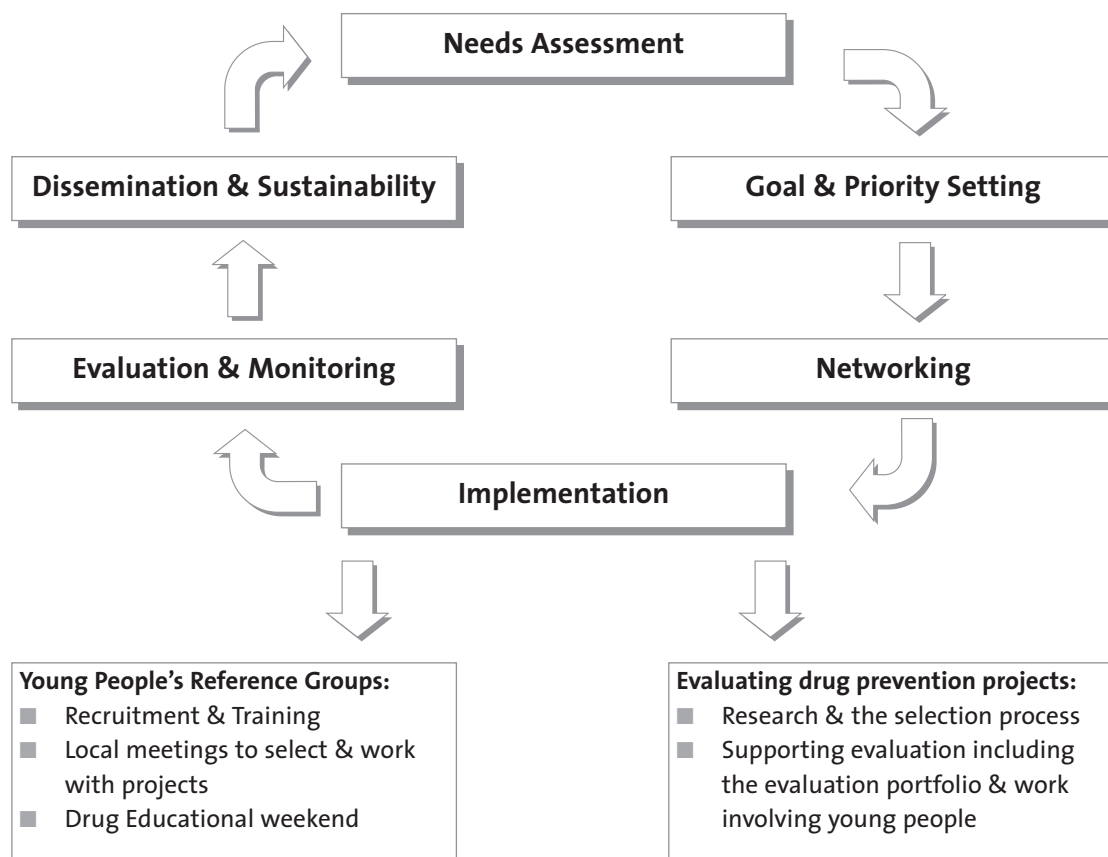 Needs Assessment
Dissemination & Sustainability
Goal & Priority Setting
Evaluation & Monitoring
Networking
Implementation
Young People’s Reference Groups:
Recruitment & Training
Local meetings to select & work
with projects
Drug Educational weekend
Evaluating drug prevention projects:
Research & the selection process
Supporting evaluation including
the evaluation portfolio & work
involving young people